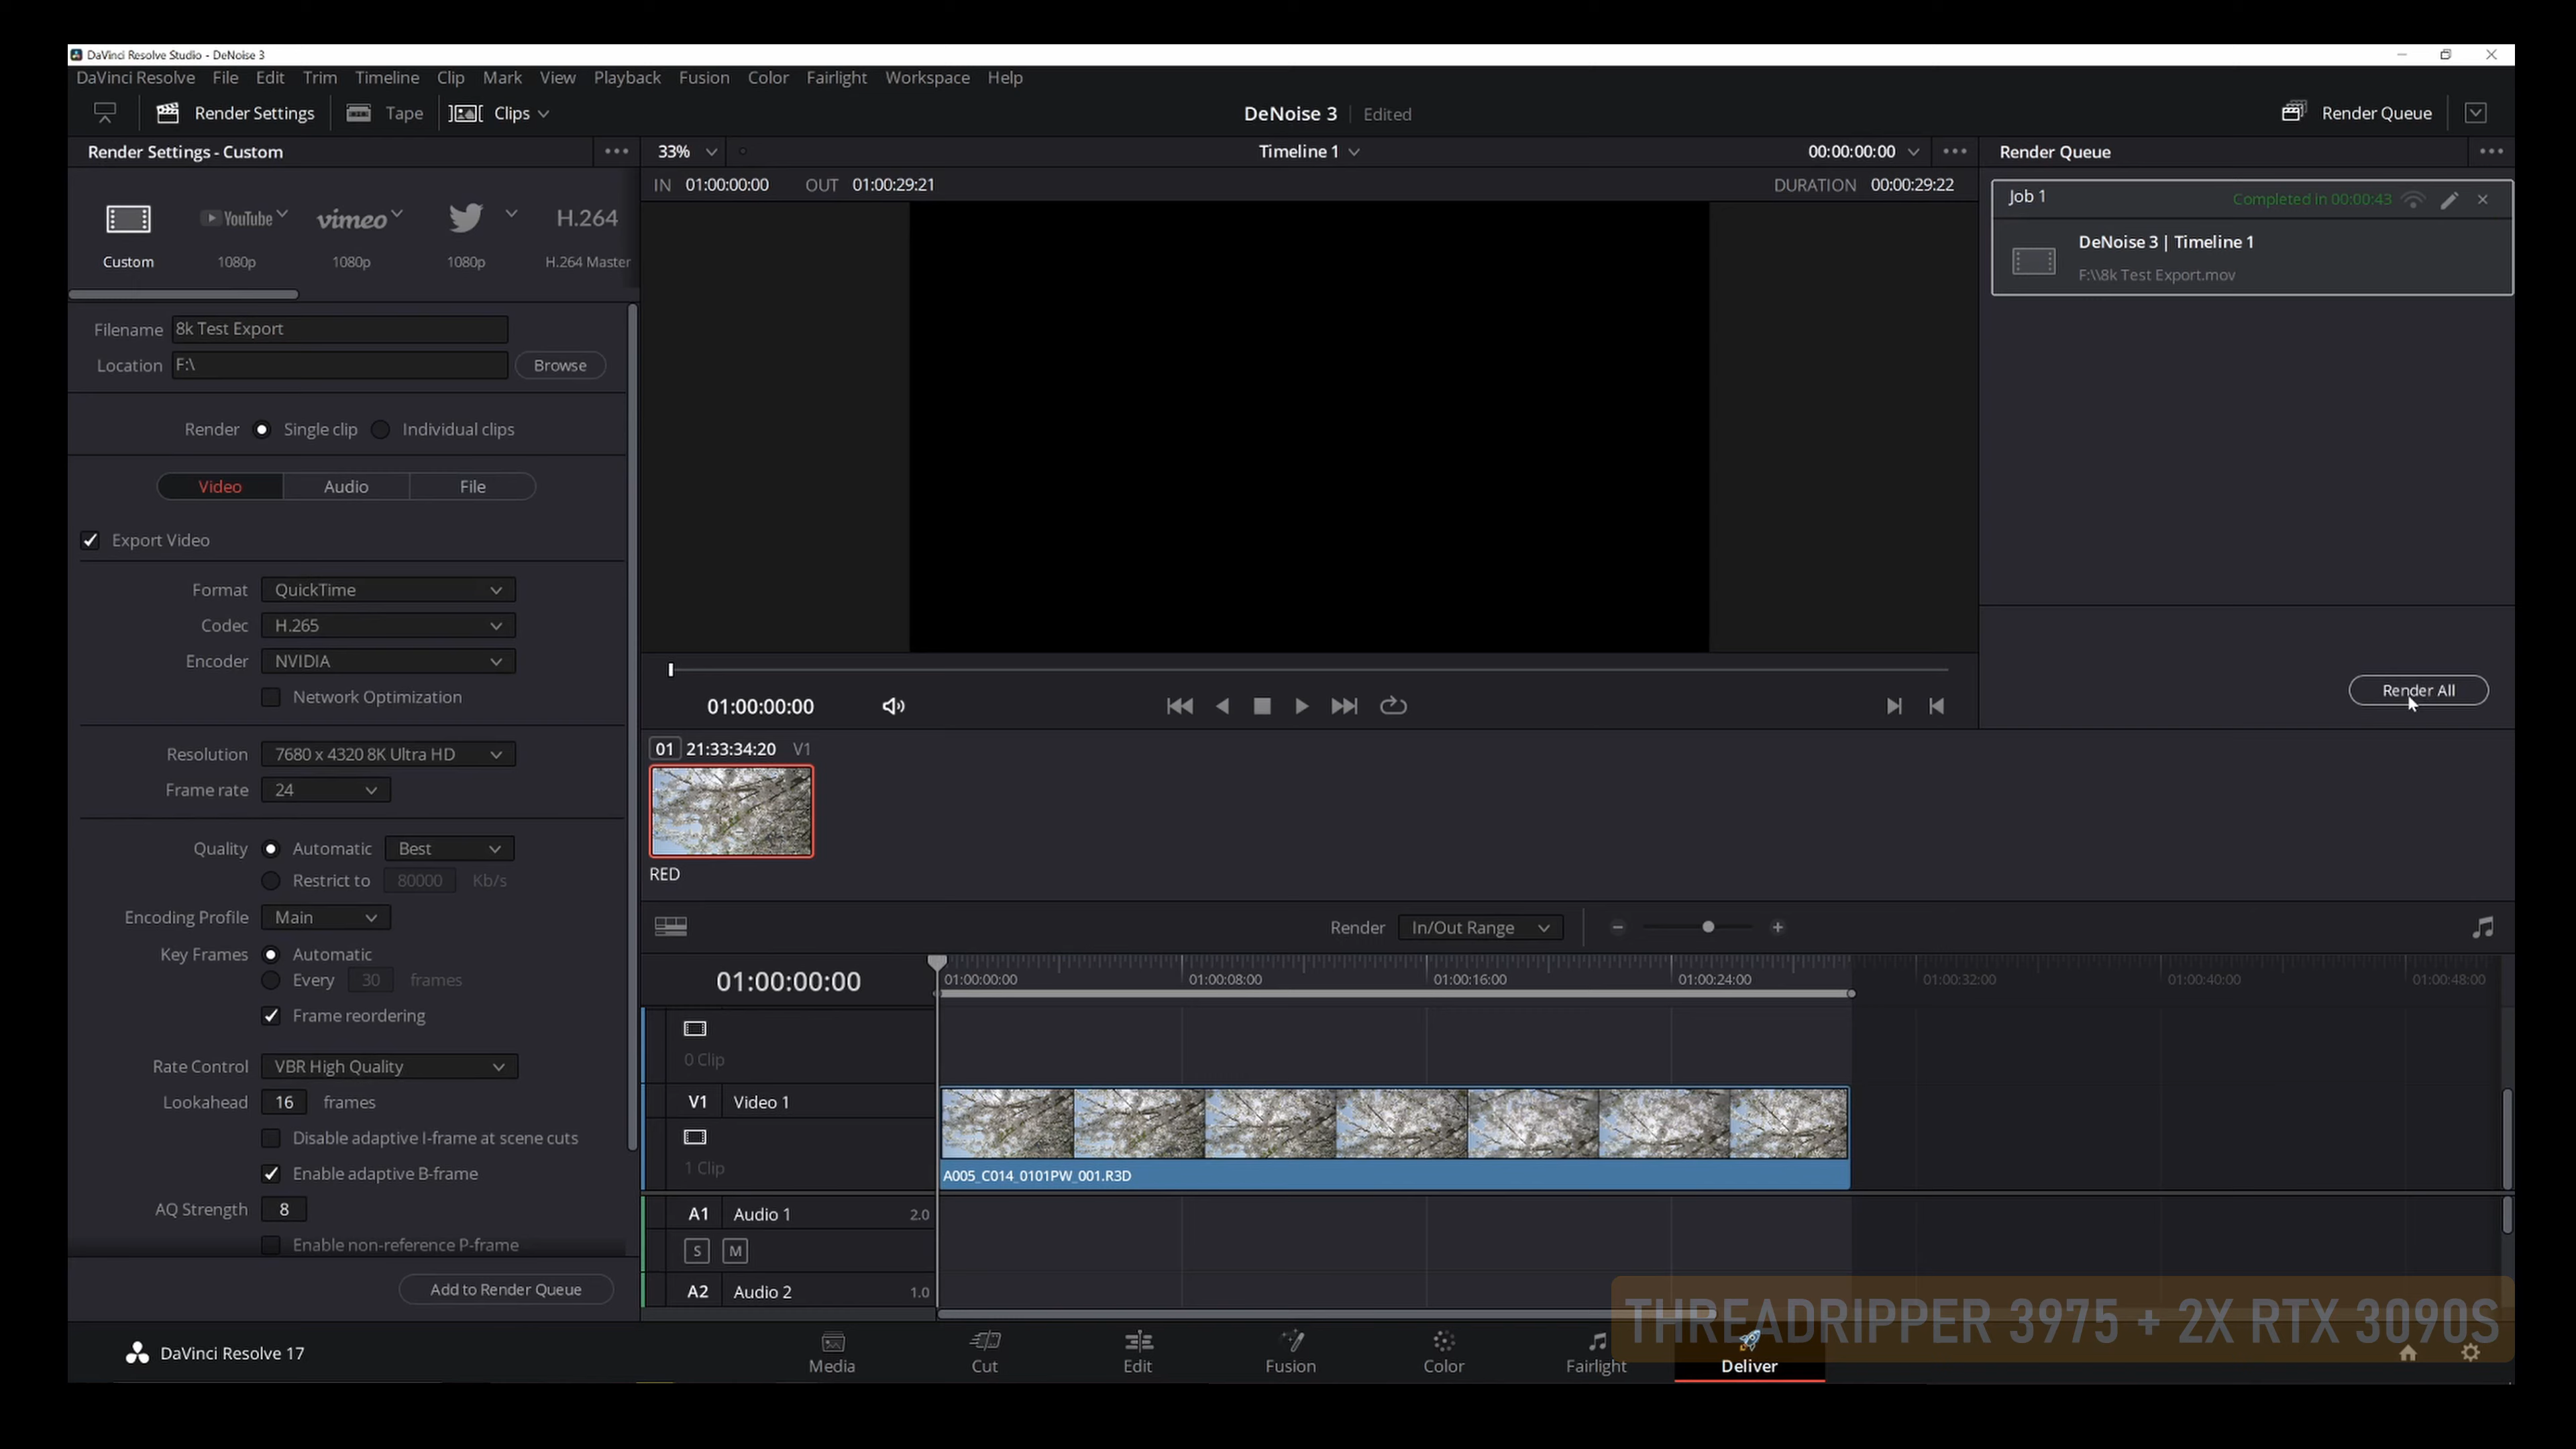 DaVinci Resolve Studio - DeNoise 3
DaVinci Resolve File Edit Trim Timeline Clip Mark View Playback Fusion Color Fairlight Workspace Help
Render Settings Tape Clips DeNoise 3 Edited Render Queue
Render Settings - Custom
33% Timeline 1 00:00:00:00
Render Queue
IN 01:00:00:00 OUT 01:00:29:21 DURATION 00:00:29:22
Job 1 Completed in 00:00:43
DeNoise 3 | Timeline 1
F:\\8k Test Export.mov
YouTube vimeo H.264
Custom 1080p 1080p 1080p H.264 Master
Filename 8k Test Export
Location F:\ Browse
Render Single clip Individual clips
Video Audio File
Export Video
Format QuickTime
Codec H.265
Encoder NVIDIA
Network Optimization
Resolution 7680 x 4320 8K Ultra HD
Frame rate 24
Quality Automatic Best
Restrict to 80000 Kb/s
Encoding Profile Main
Key Frames Automatic
Every 30 frames
Frame reordering
Rate Control VBR High Quality
Lookahead 16 frames
Disable adaptive I-frame at scene cuts
Enable adaptive B-frame
AQ Strength 8
Enable non-reference P-frame
Add to Render Queue
01:00:00:00
Render All
01 21:33:34:20 V1
RED
Render In/Out Range
01:00:00:00 01:00:00:00 01:00:08:00 01:00:16:00 01:00:24:00 01:00:32:00 01:00:40:00 01:00:48:00
0 Clip
V1 Video 1
1 Clip
A005_C014_0101PW_001.R3D
A1 Audio 1 2.0
S M
A2 Audio 2 1.0
THREADRIPPER 3975 + 2X RTX 3090S
DaVinci Resolve 17
Media Cut Edit Fusion Color Fairlight Deliver